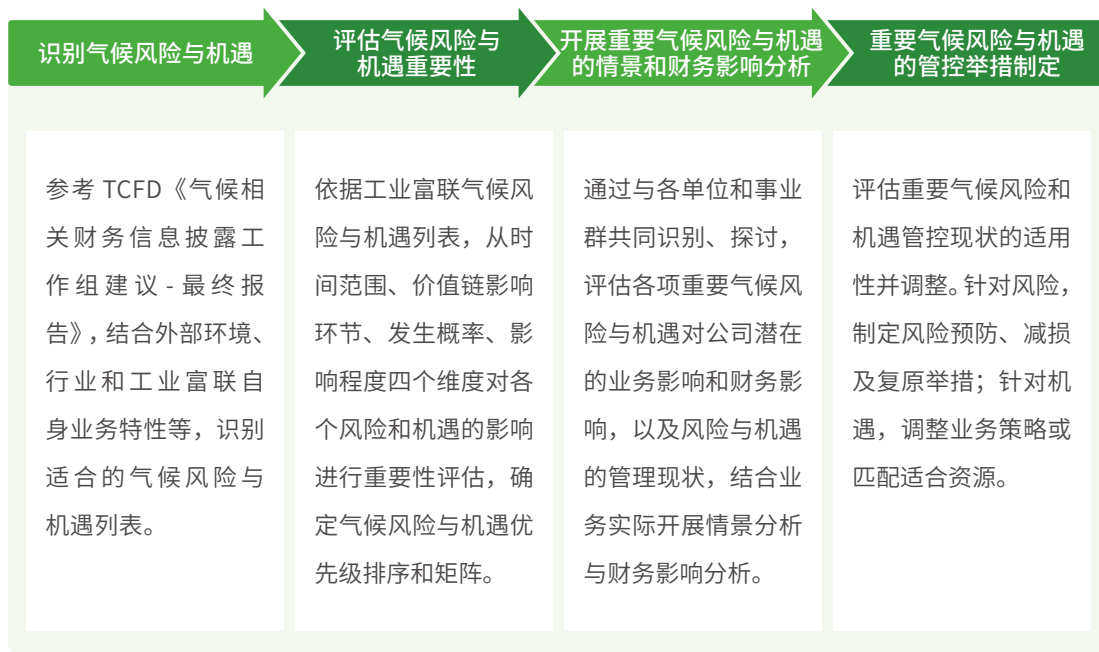 识别气候风险与机遇
评估气候风险与
机遇重要性
开展重要气候风险与机遇
的情景和财务影响分析
重要气候风险与机遇
的管控举措制定
参考 TCFD《气候相
关财务信息披露工
作组建议 - 最终报
告》，结合外部环境、
行业和工业富联自
身业务特性等，识别
适合的气候风险与
机遇列表。
依据工业富联气候风
险与机遇列表，从时
间范围、价值链影响
环节、发生概率、影
响程度四个维度对各
个风险和机遇的影响
进行重要性评估，确
定气候风险与机遇优
先级排序和矩阵。
通过与各单位和事业
群共同识别、探讨，
评估各项重要气候风
险与机遇对公司潜在
的业务影响和财务影
响，以及风险与机遇
的管理现状，结合业
务实际开展情景分析
与财务影响分析。
评估重要气候风险和
机遇管控现状的适用
性并调整。针对风险，
制定风险预防、减损
及复原举措；针对机
遇，调整业务策略或
匹配适合资源。